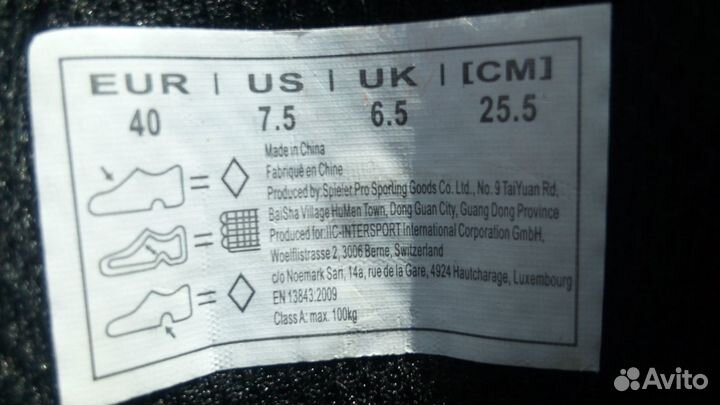 EUR | US | UK | [CM]
40 7.5 6.5 25.5
Made in China
Fabriqué en Chine
Produced by:Speier Pro Sporting Goods Co. Ltd., No. 9 TaiYuan Rd,
BaiSha Village HuMen Town, Dong Guan City, Guang Dong Province
Produced for:IIC-INTERSPORT International Corporation GmbH,
Woelflistrasse 2, 3006 Berne, Switzerland
c/o Noemark Sarl, 14a, rue de la Gare, 4924 Hautcharage, Luxembourg
EN 13843.2009
Class A: max. 100kg
Avito